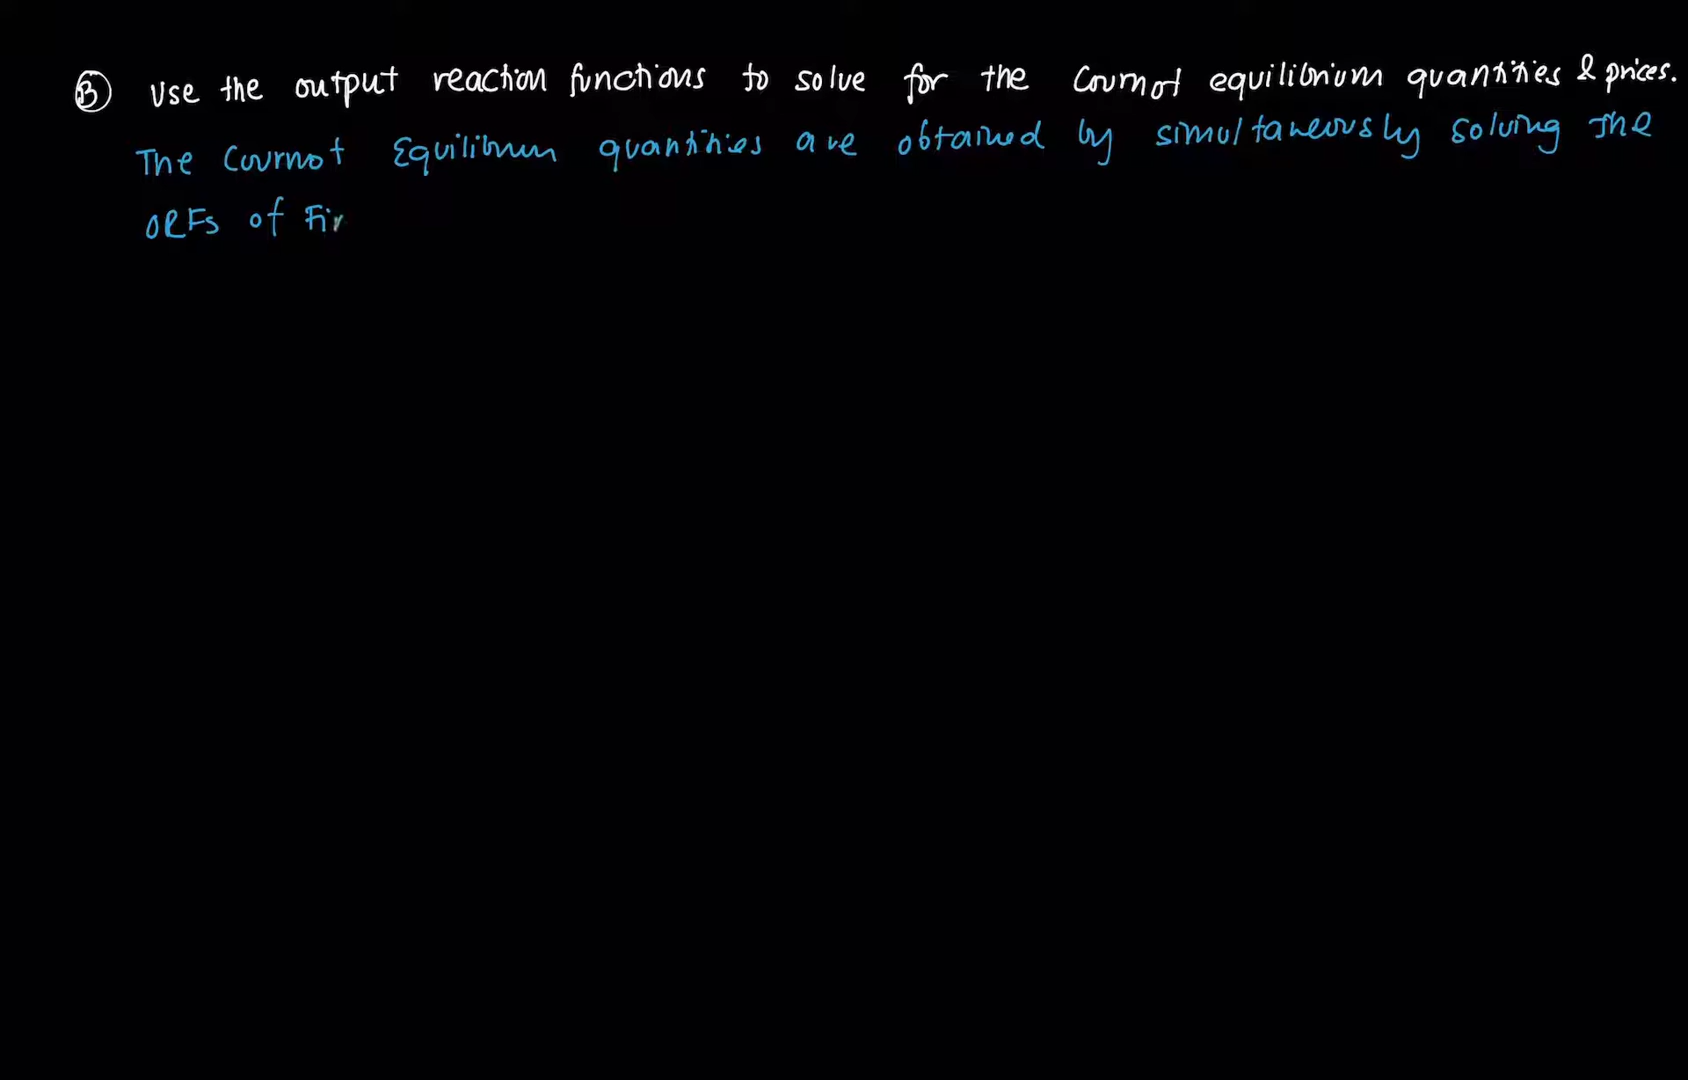 B Use the output reaction functions to solve for the Cournot equilibrium quantities & prices.
The Cournot Equilibrium quantities are obtained by simultaneously solving the
ORFs of Fir